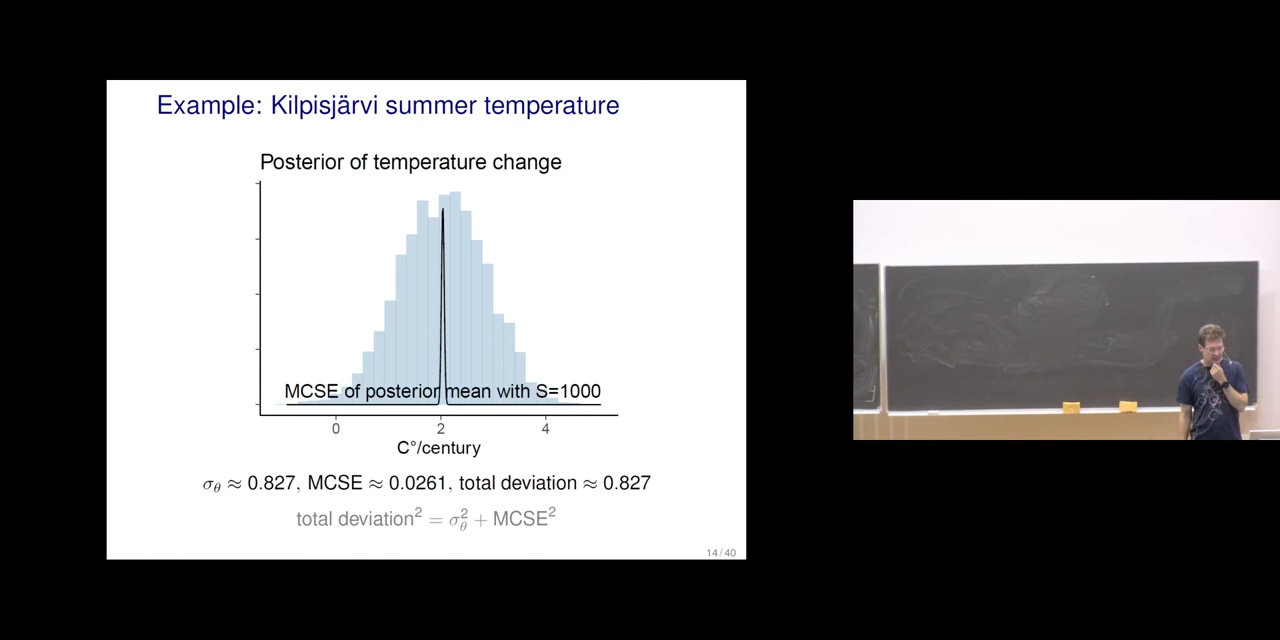 Example: Kilpisjärvi summer temperature
Posterior of temperature change
MCSE of posterior mean with S=1000
0 2 4
C°/century
σθ ≈ 0.827, MCSE ≈ 0.0261, total deviation ≈ 0.827
total deviation² = σθ² + MCSE²
14 / 40